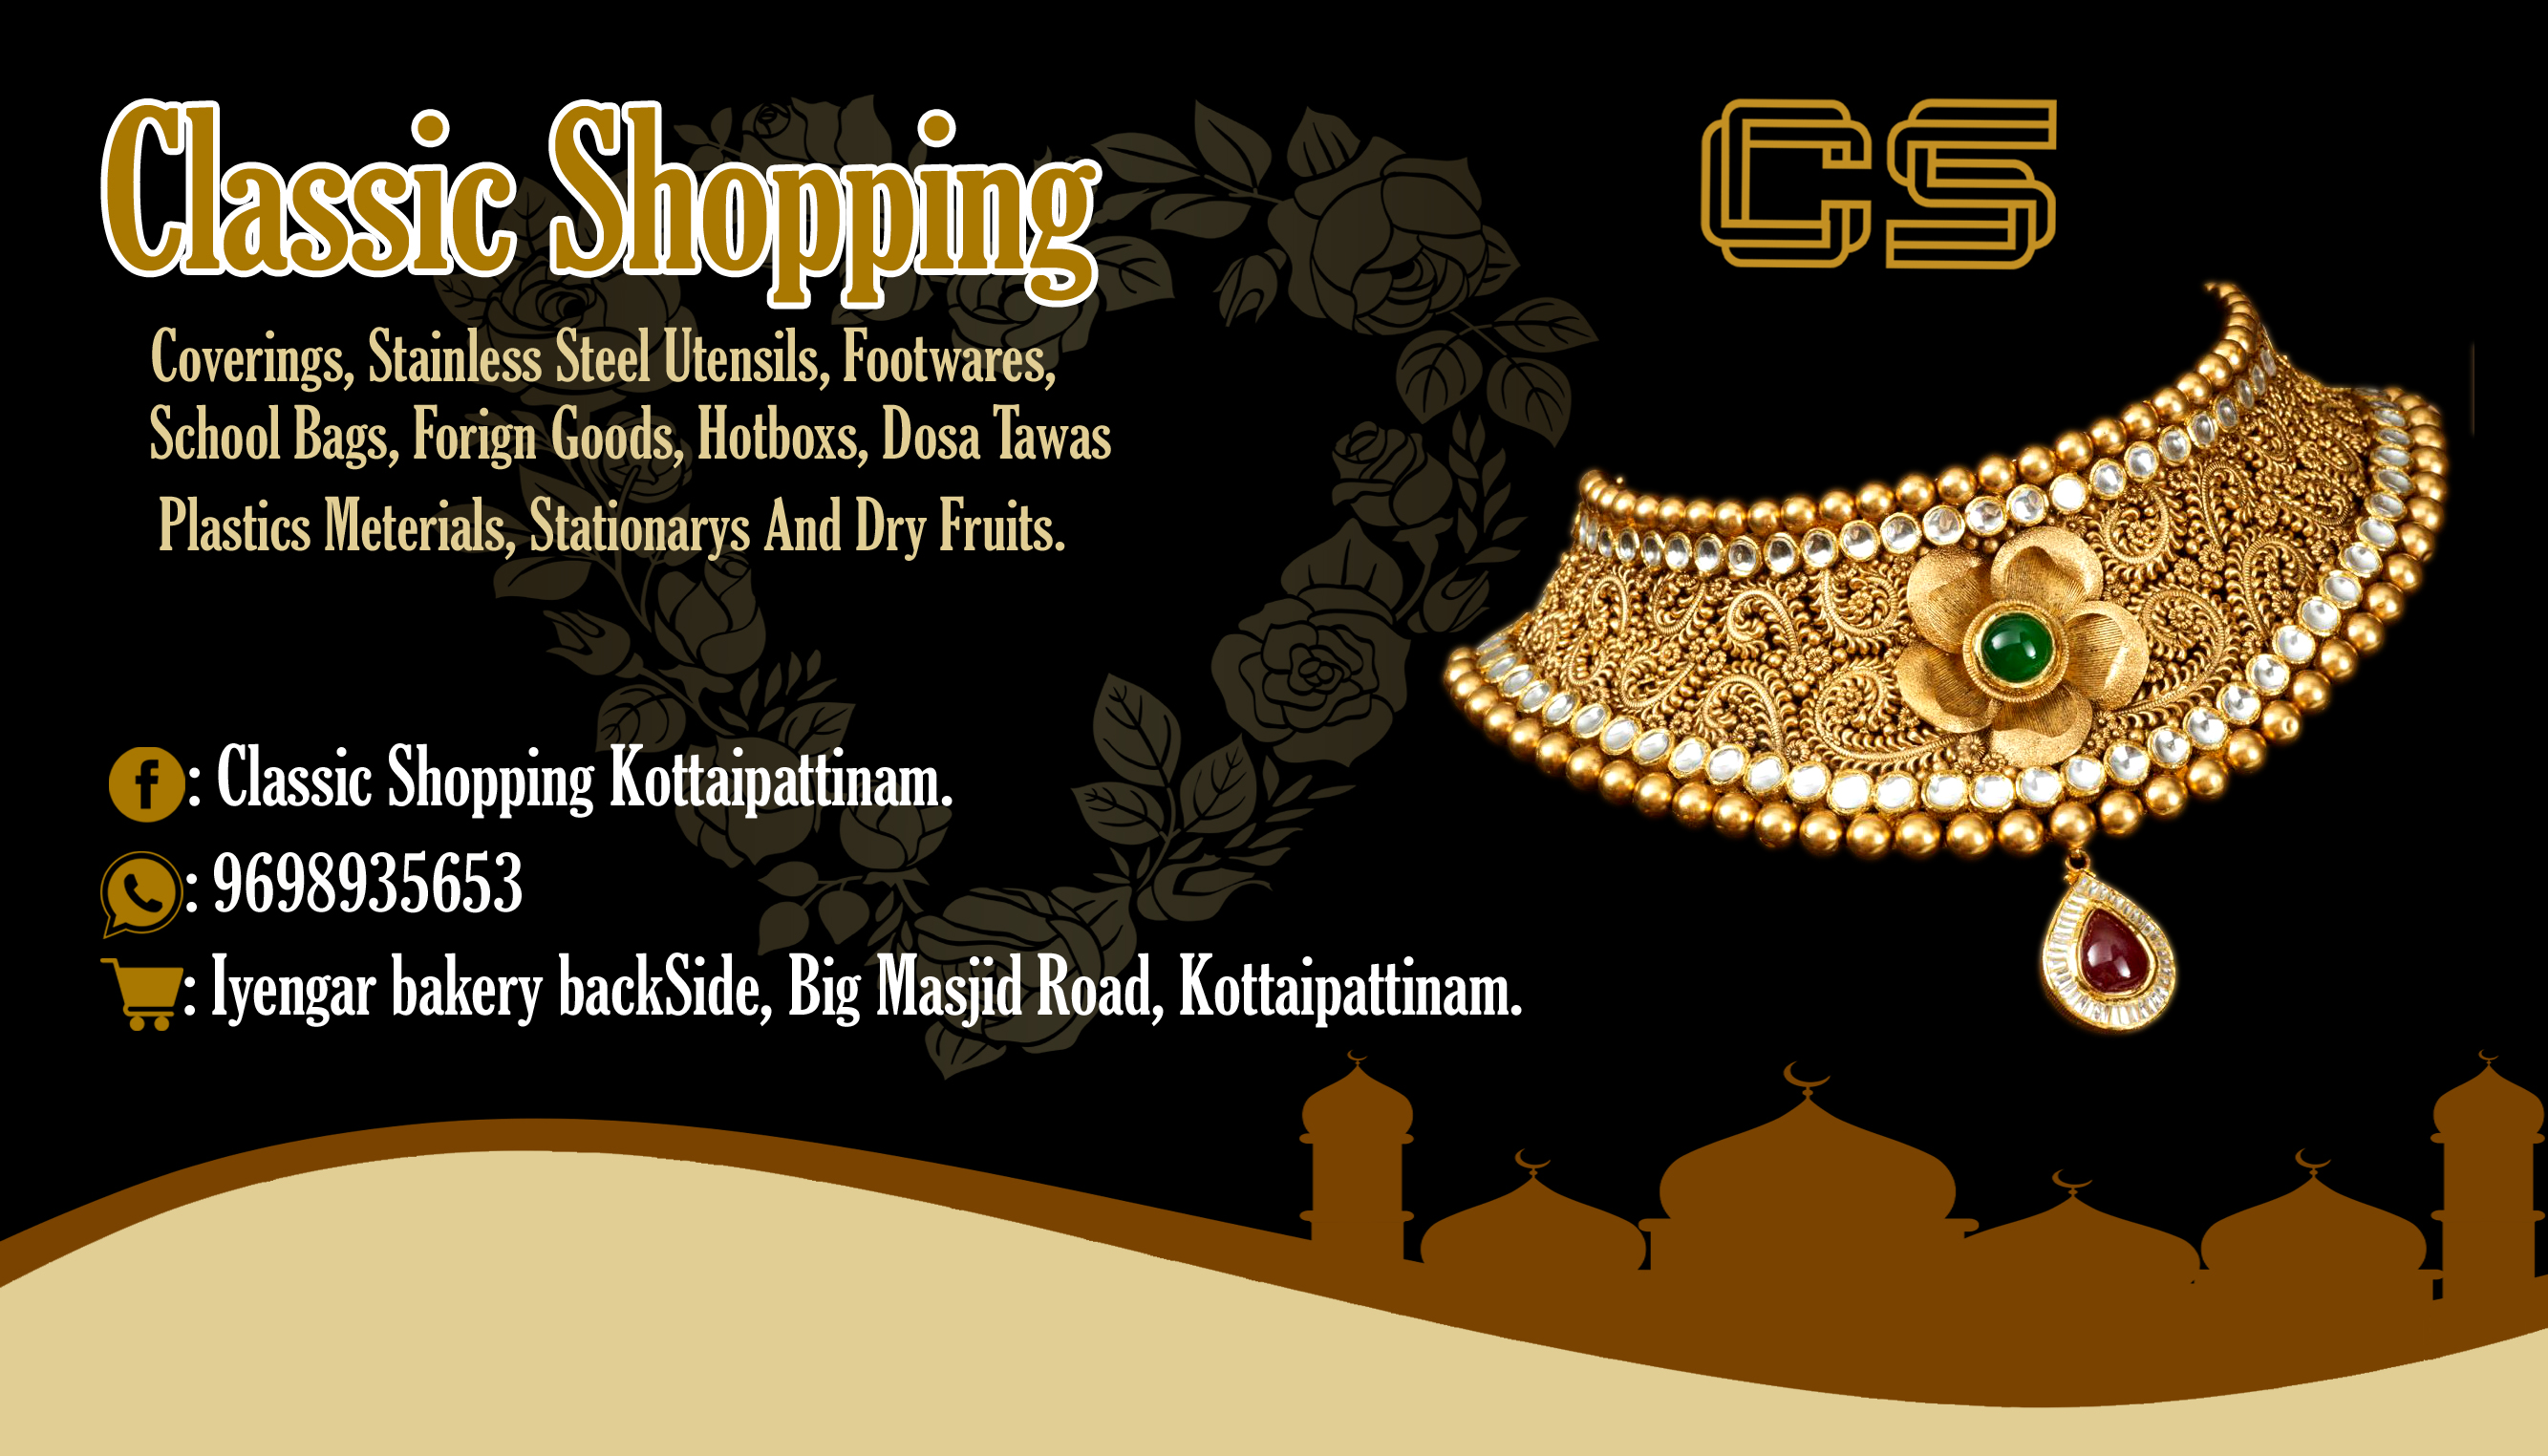 Classic Shopping
CS
Coverings, Stainless Steel Utensils, Footwares,
School Bags, Forign Goods, Hotboxs, Dosa Tawas
Plastics Meterials, Stationarys And Dry Fruits.
: Classic Shopping Kottaipattinam.
: 9698935653
: Iyengar bakery backSide, Big Masjid Road, Kottaipattinam.